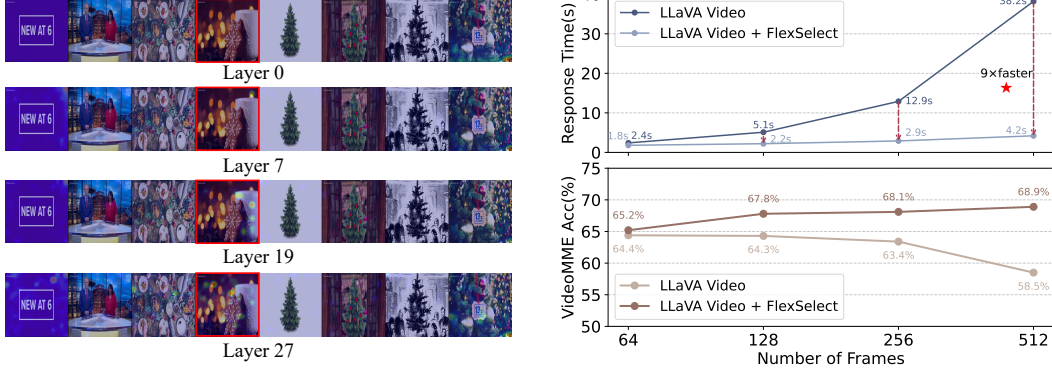 NEW AT 6
Layer 0
NEW AT 6
Layer 7
NEW AT 6
Layer 19
NEW AT 6
Layer 27
Response Time(s)
30
20
10
0
LLaVA Video
LLaVA Video + FlexSelect
38.2s
9×faster
12.9s
5.1s
1.8s 2.4s
2.2s
2.9s
4.2s
VideoMME Acc(%)
75
70
65
60
55
50
65.2%
67.8%
68.1%
68.9%
64.4%
64.3%
63.4%
58.5%
LLaVA Video
LLaVA Video + FlexSelect
64
128
256
512
Number of Frames